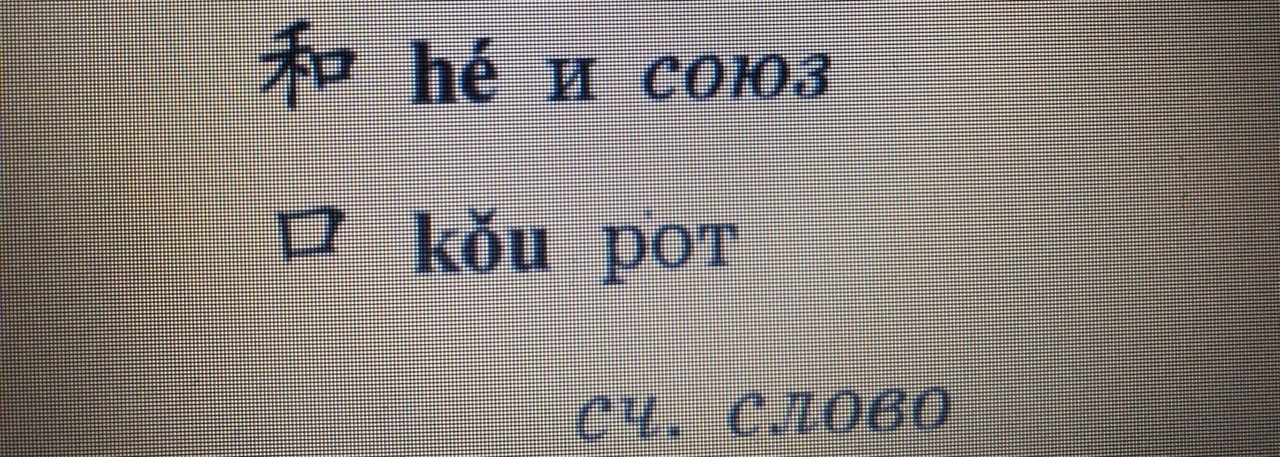 和 hé и союз
口 kǒu рот
сч. слово